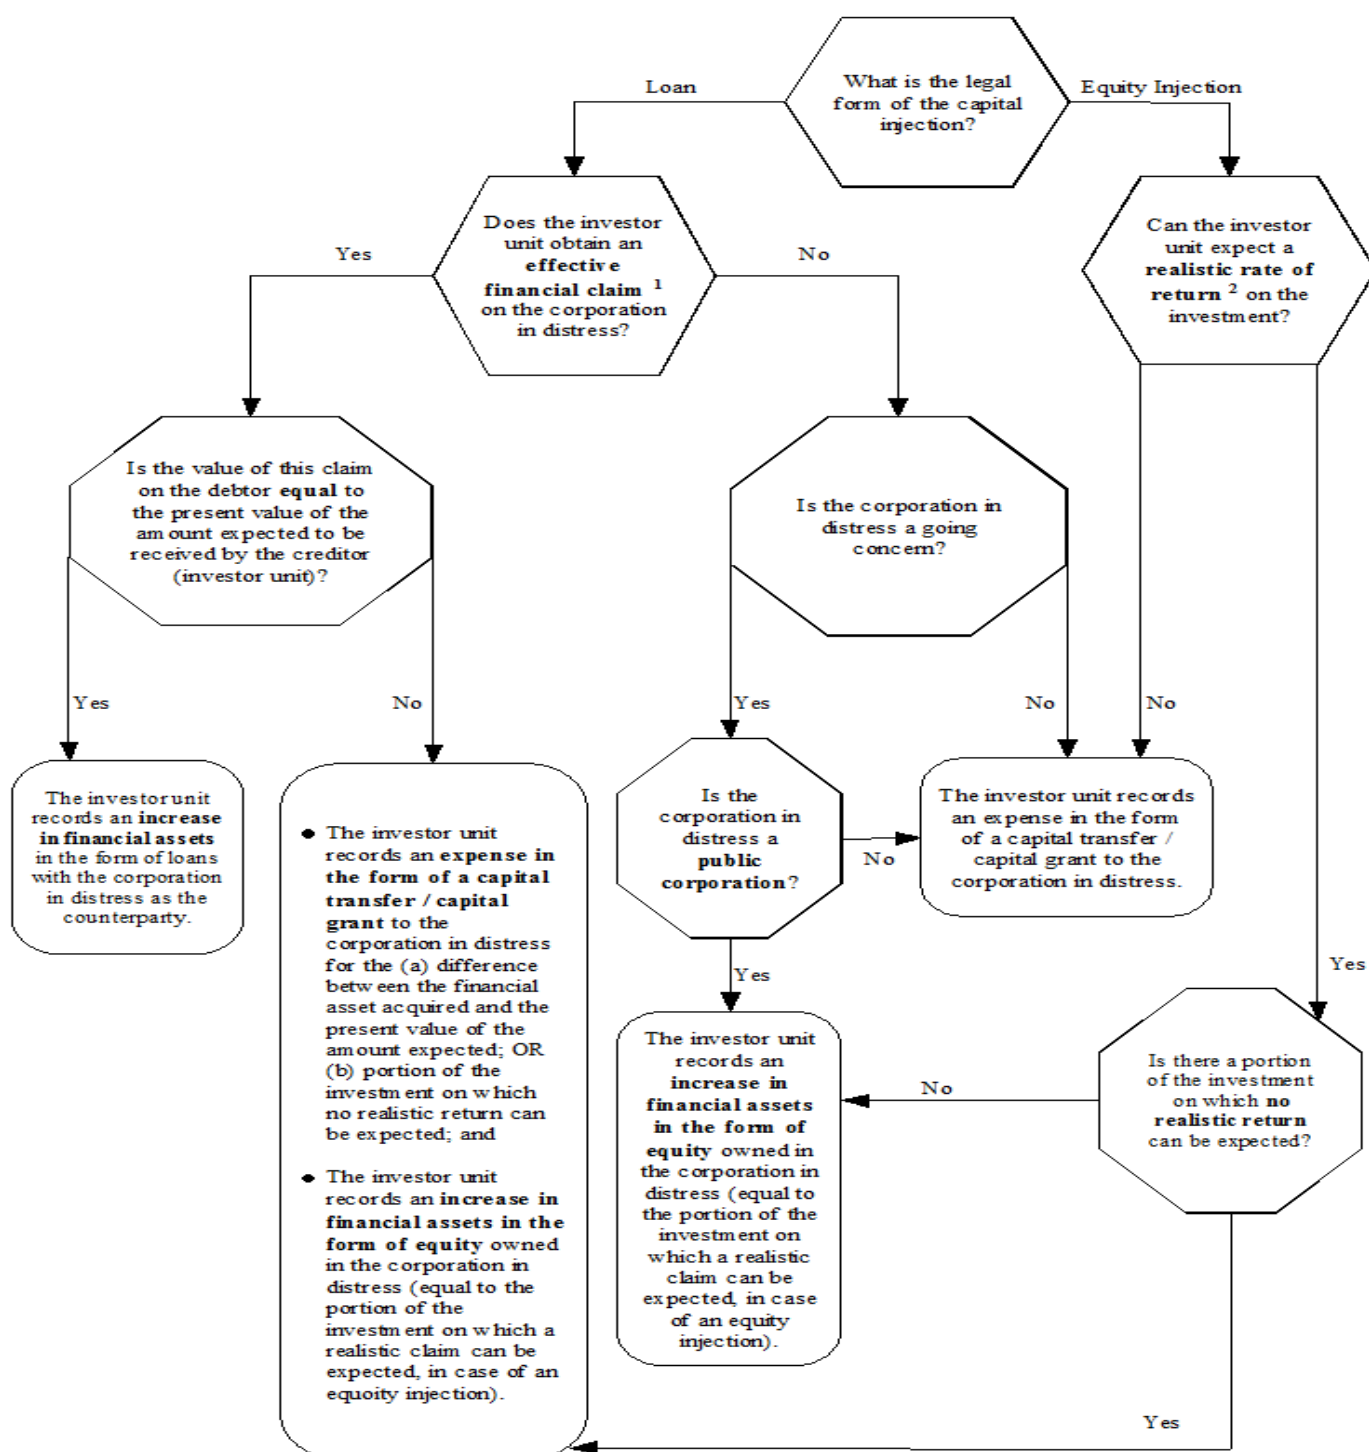 What is the legal
form of the capital
injection?
Loan
Equity Injection
Does the investor
unit obtain an
effective
financial claim 1
on the corporation
in distress?
Yes
No
Can the investor
unit expect a
realistic rate of
return 2 on the
investment?
Is the value of this claim
on the debtor equal to
the present value of the
amount expected to be
received by the creditor
(investor unit)?
Is the corporation in
distress a going
concern?
Yes
No
Yes
No
No
Yes
The investor unit
records an increase
in financial assets
in the form of loans
with the corporation
in distress as the
counterparty.
● The investor unit
records an expense in
the form of a capital
transfer / capital
grant to the
corporation in distress
for the (a) difference
between the financial
asset acquired and the
present value of the
amount expected; OR
(b) portion of the
investment on which
no realistic return can
be expected; and
● The investor unit
records an increase in
financial assets in the
form of equity owned
in the corporation in
distress (equal to the
portion of the
investment on which a
realistic claim can be
expected, in case of an
equoity injection).
Is the
corporation in
distress a
public
corporation?
No
Yes
The investor unit records
an expense in the form
of a capital transfer /
capital grant to the
corporation in distress.
The investor unit
records an
increase in
financial assets
in the form of
equity owned in
the corporation in
distress (equal to
the portion of the
investment on
which a realistic
claim can be
expected, in case
of an equity
injection).
Is there a portion
of the investment
on which no
realistic return
can be expected?
No
Yes